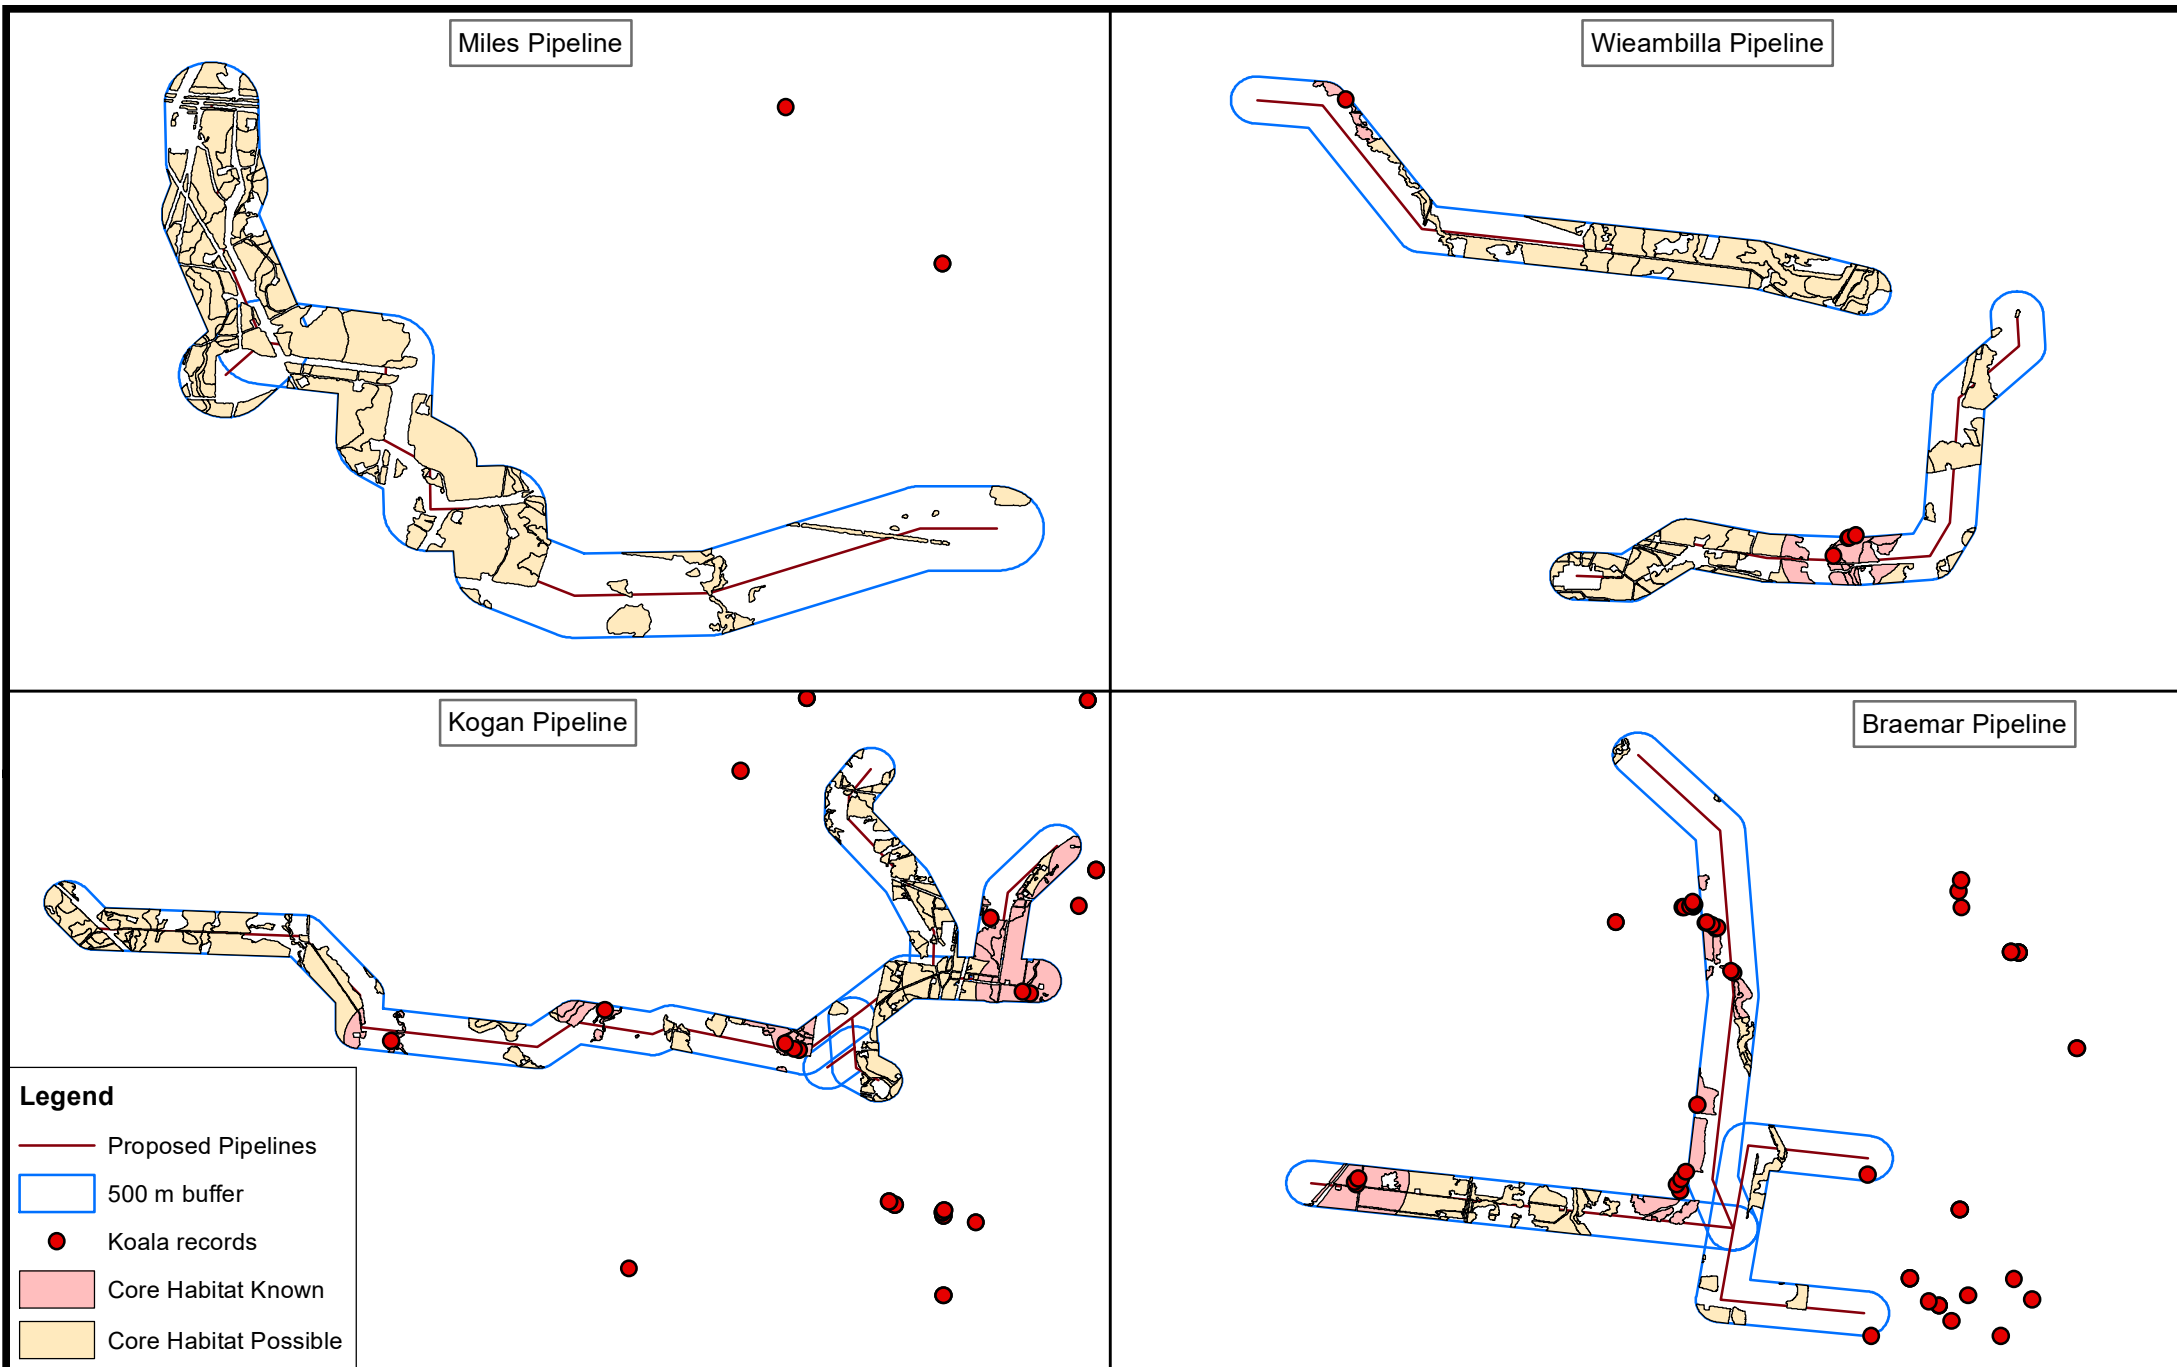 Miles Pipeline
Wieambilla Pipeline
Kogan Pipeline
Braemar Pipeline
Legend
Proposed Pipelines
500 m buffer
Koala records
Core Habitat Known
Core Habitat Possible